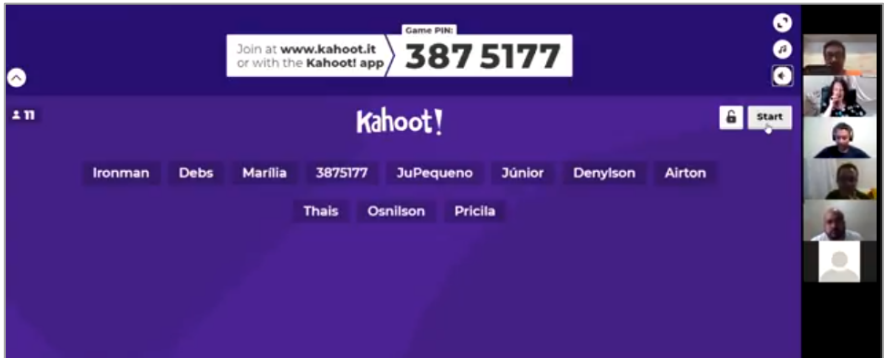 Game PIN:
Join at www.kahoot.it
or with the Kahoot! app
387 5177
11
Kahoot!
Start
Ironman Debs Marília 3875177 JuPequeno Júnior Denylson Airton
Thais Osnilson Pricila